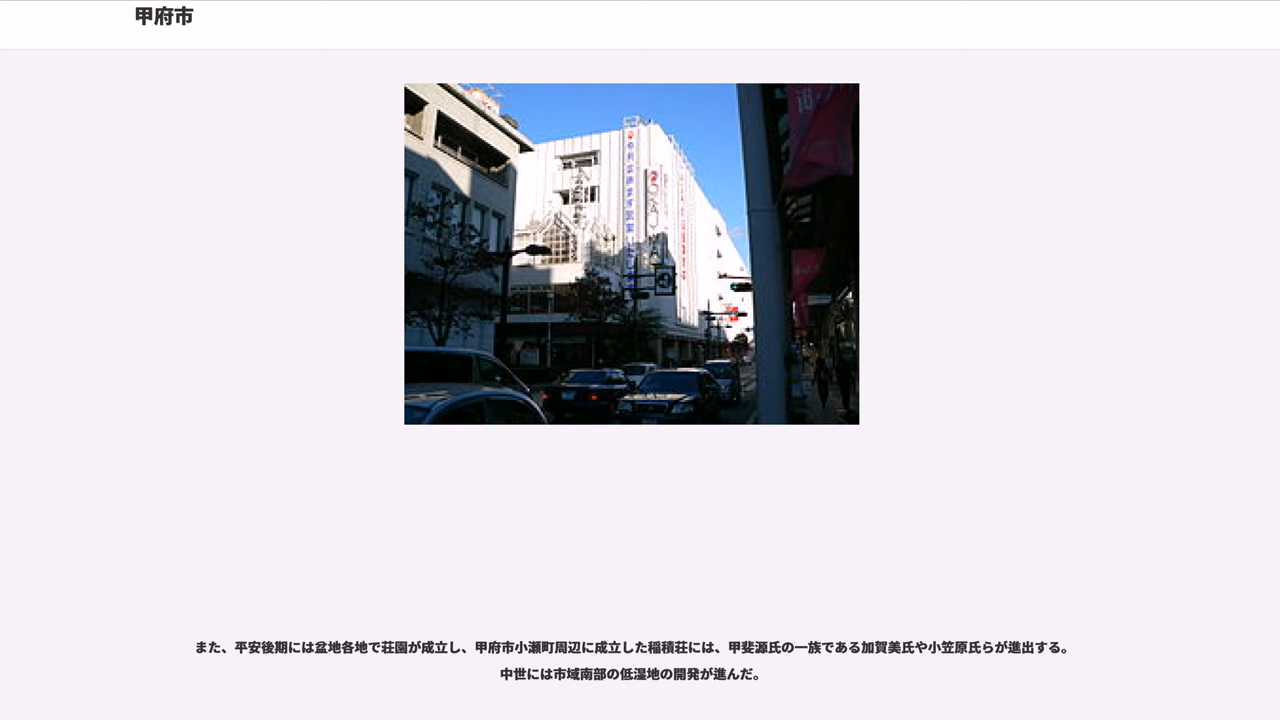 甲府市
また、平安後期には盆地各地で荘園が成立し、甲府市小瀬町周辺に成立した稲積荘には、甲斐源氏の一族である加賀美氏や小笠原氏らが進出する。
中世には市域南部の低湿地の開発が進んだ。